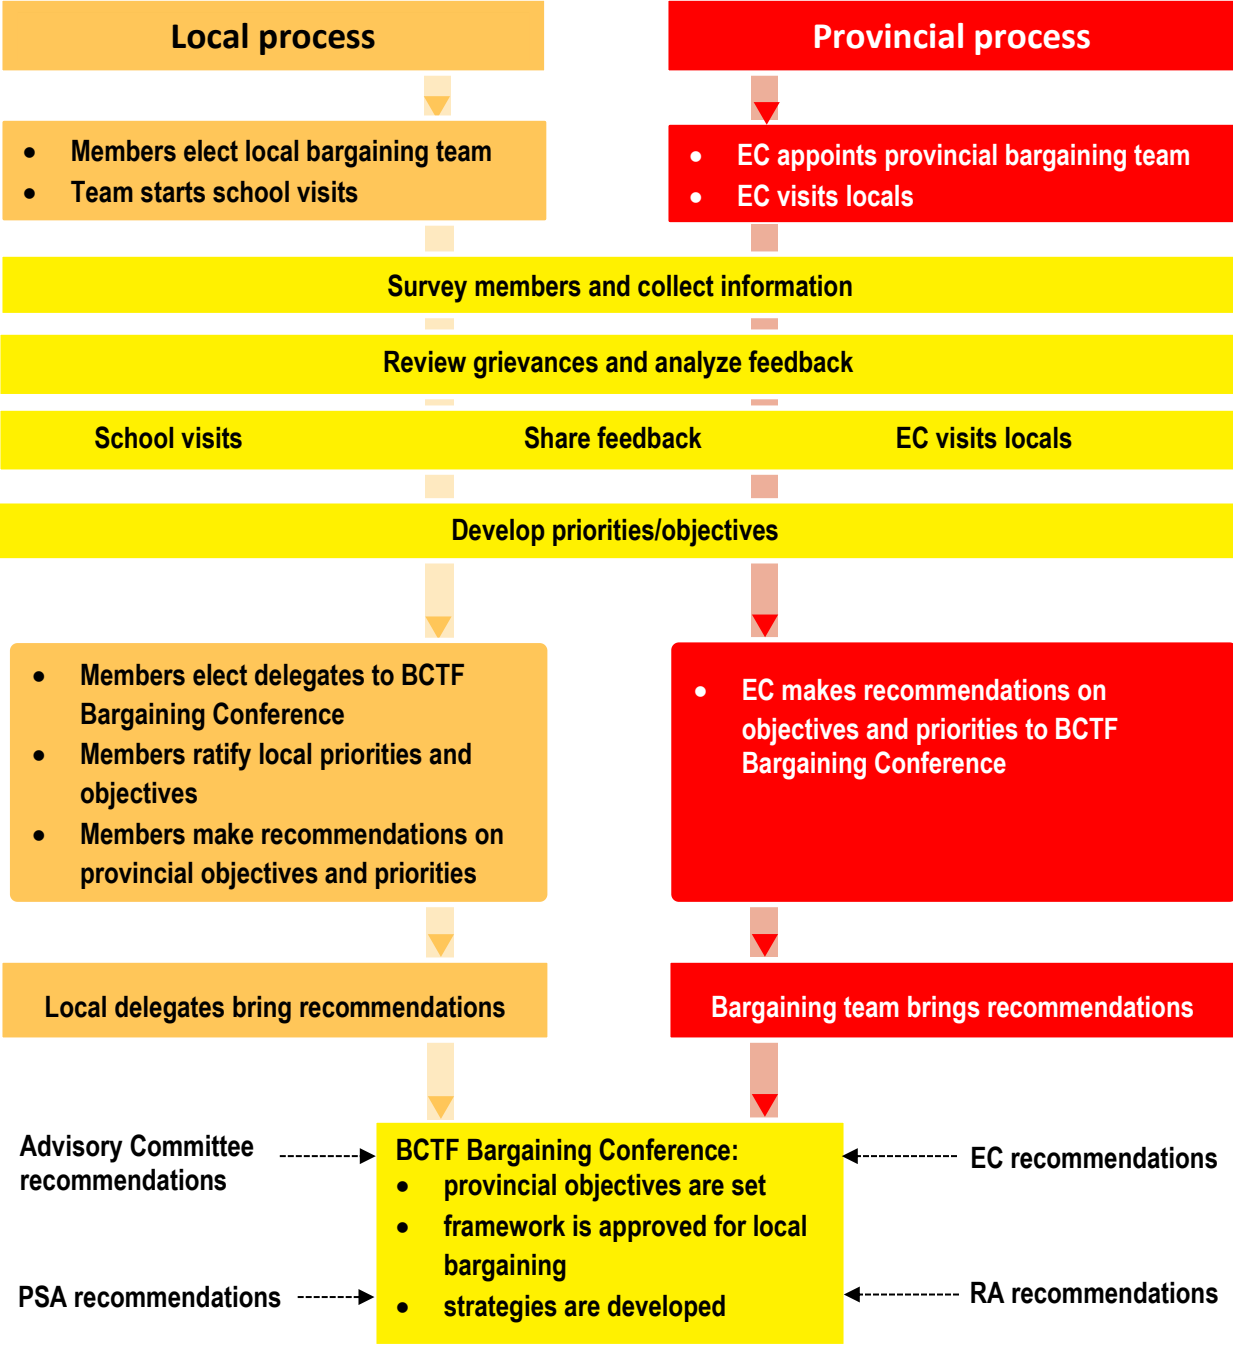 Local process
Provincial process
• Members elect local bargaining team
• Team starts school visits
• EC appoints provincial bargaining team
• EC visits locals
Survey members and collect information
Review grievances and analyze feedback
School visits
Share feedback
EC visits locals
Develop priorities/objectives
• Members elect delegates to BCTF
Bargaining Conference
• Members ratify local priorities and
objectives
• Members make recommendations on
provincial objectives and priorities
• EC makes recommendations on
objectives and priorities to BCTF
Bargaining Conference
Local delegates bring recommendations
Bargaining team brings recommendations
Advisory Committee
recommendations
PSA recommendations
BCTF Bargaining Conference:
• provincial objectives are set
• framework is approved for local
bargaining
• strategies are developed
EC recommendations
RA recommendations